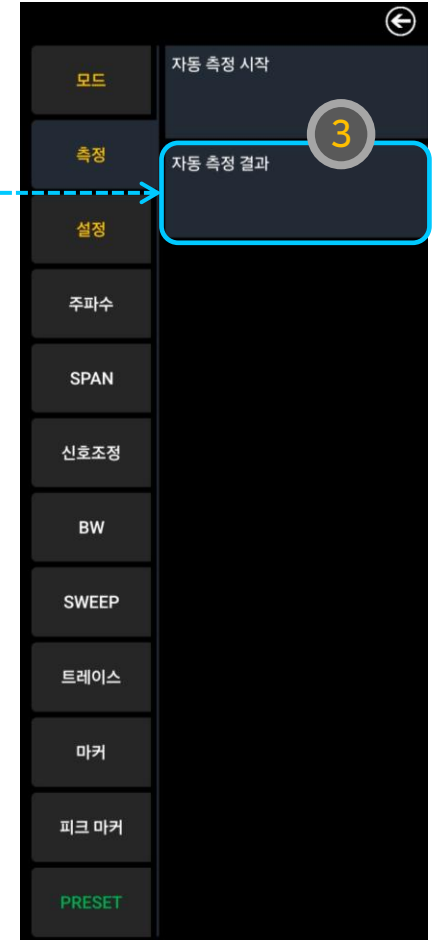 모드
측정
설정
주파수
SPAN
신호조정
BW
SWEEP
트레이스
마커
피크 마커
PRESET
자동 측정 시작
3
자동 측정 결과